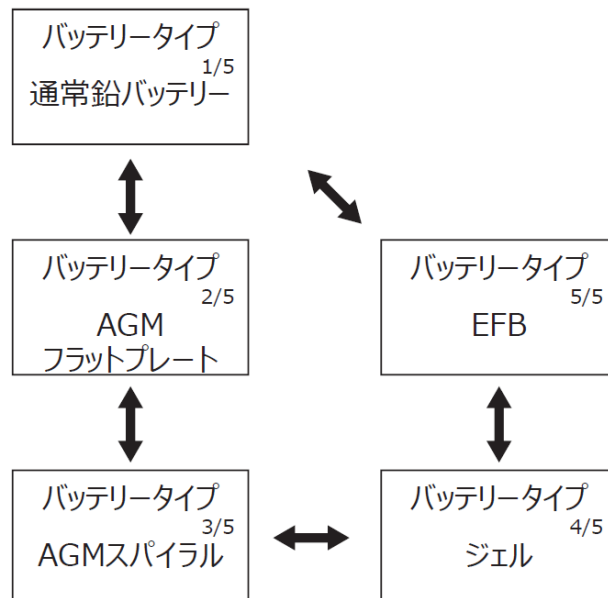 バッテリータイプ
1/5
通常鉛バッテリー
バッテリータイプ
2/5
AGM
フラットプレート
バッテリータイプ
5/5
EFB
バッテリータイプ
3/5
AGMスパイラル
バッテリータイプ
4/5
ジェル